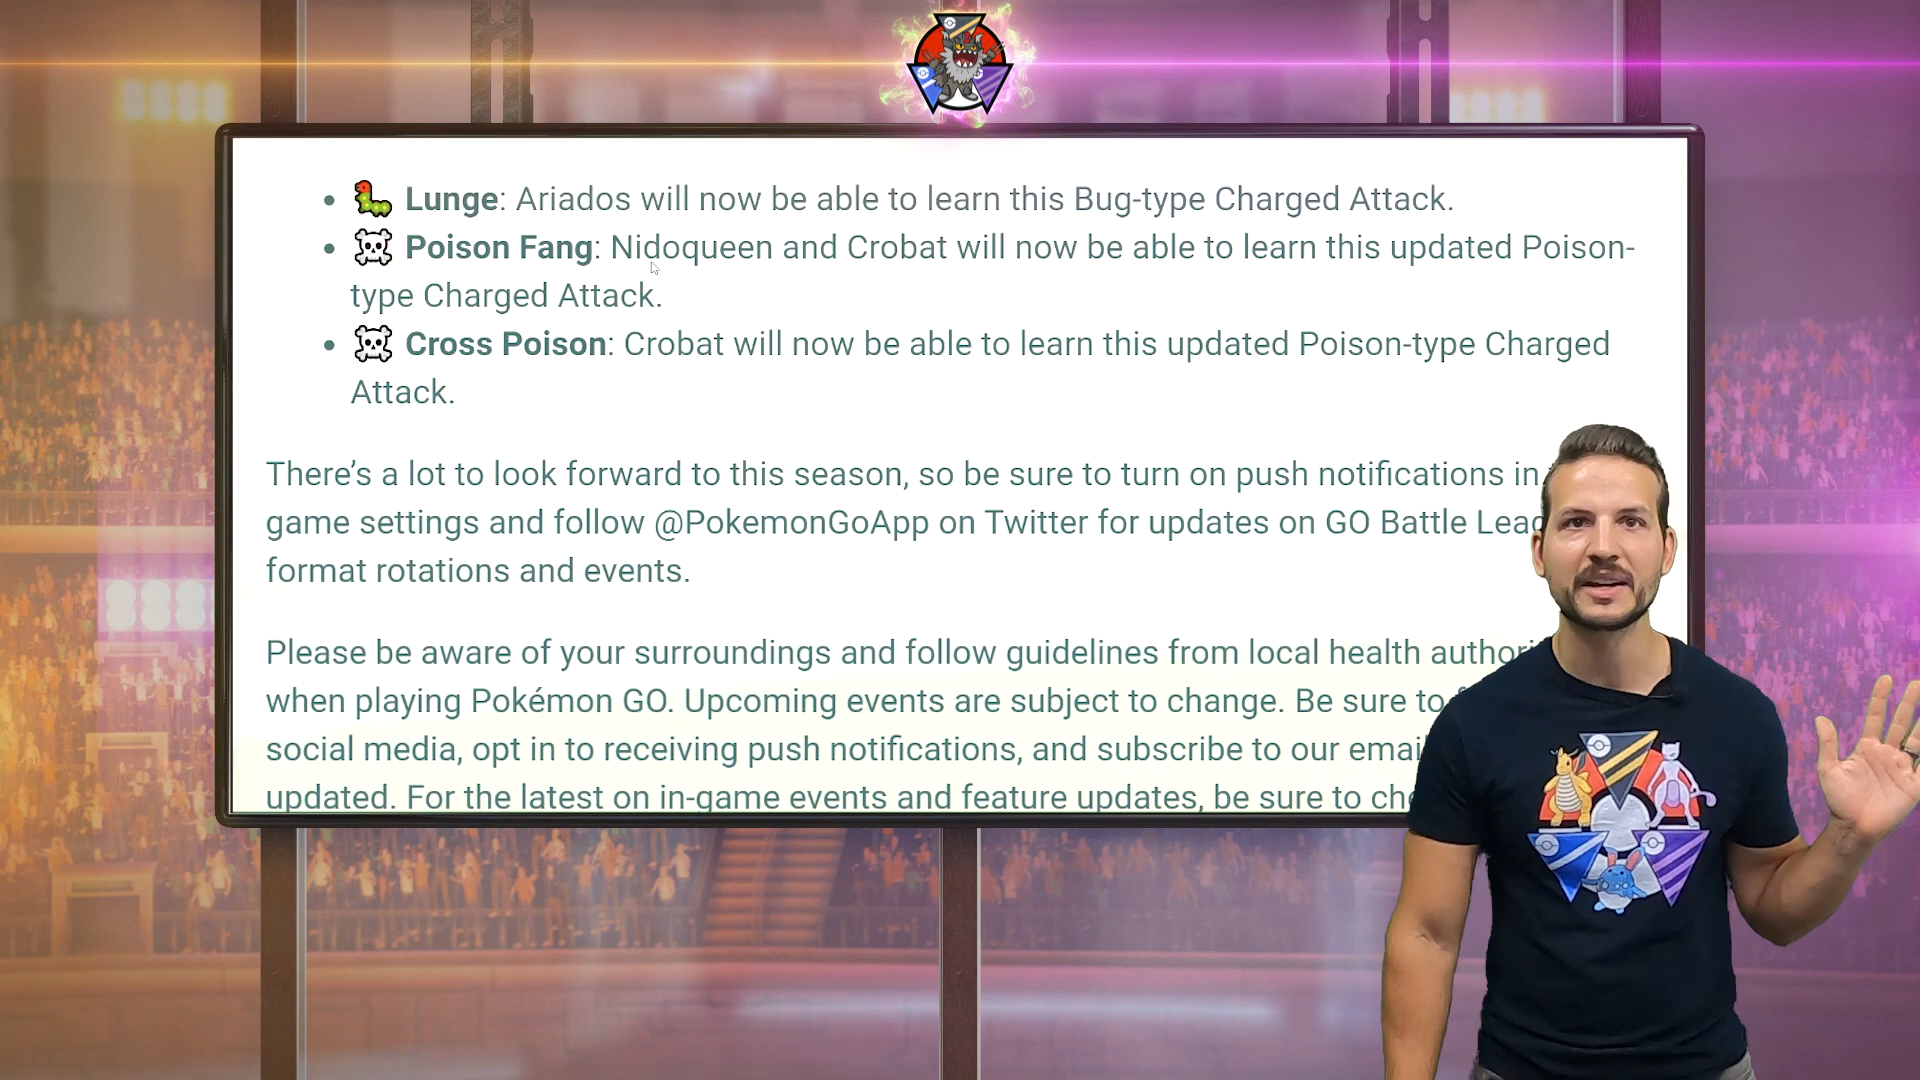 Lunge: Ariados will now be able to learn this Bug-type Charged Attack.
Poison Fang: Nidoqueen and Crobat will now be able to learn this updated Poison-
type Charged Attack.
Cross Poison: Crobat will now be able to learn this updated Poison-type Charged
Attack.
There’s a lot to look forward to this season, so be sure to turn on push notifications in
game settings and follow @PokemonGoApp on Twitter for updates on GO Battle
format rotations and events.
Please be aware of your surroundings and follow guidelines from local health
when playing Pokémon GO. Upcoming events are subject to change. Be sure to
social media, opt in to receiving push notifications, and subscribe to our email
updated. For the latest on in-game events and feature updates, be sure to